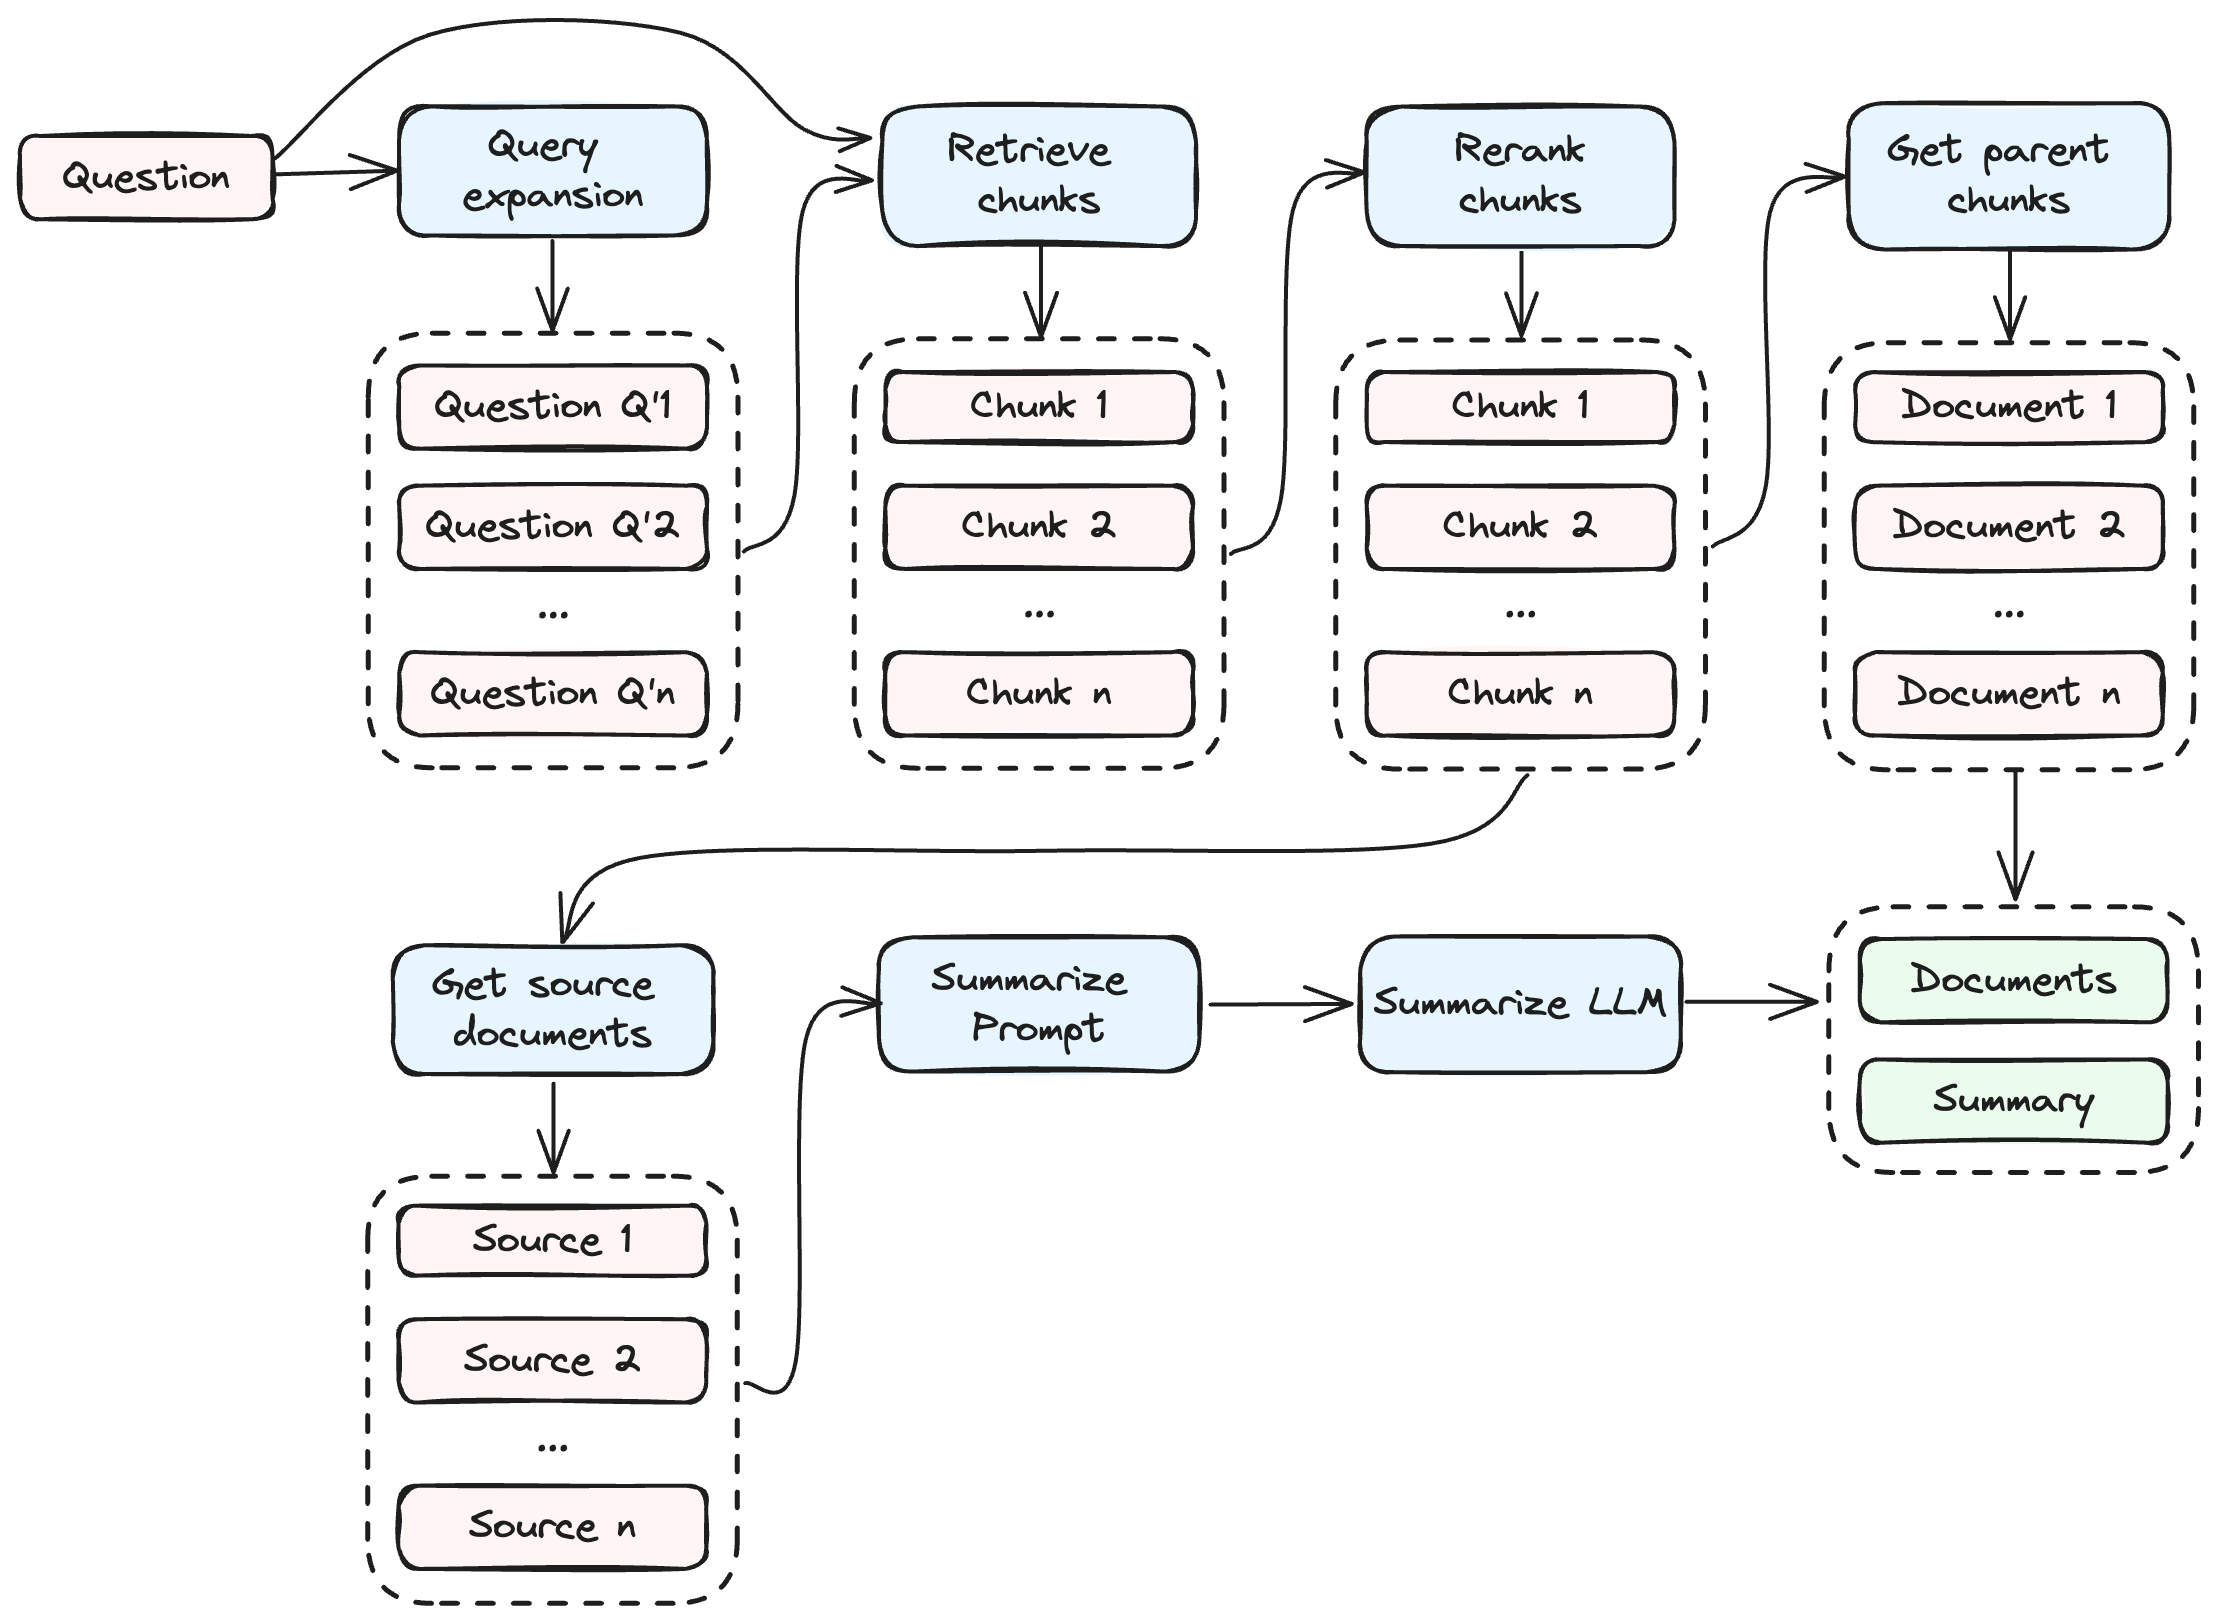 Question
Query
expansion
Retrieve
chunks
Rerank
chunks
Get parent
chunks
Question Q'1
Question Q'2
...
Question Q'n
Chunk 1
Chunk 2
...
Chunk n
Chunk 1
Chunk 2
...
Chunk n
Document 1
Document 2
...
Document n
Get source
documents
Summarize
Prompt
Summarize LLM
Documents
Summary
Source 1
Source 2
...
Source n